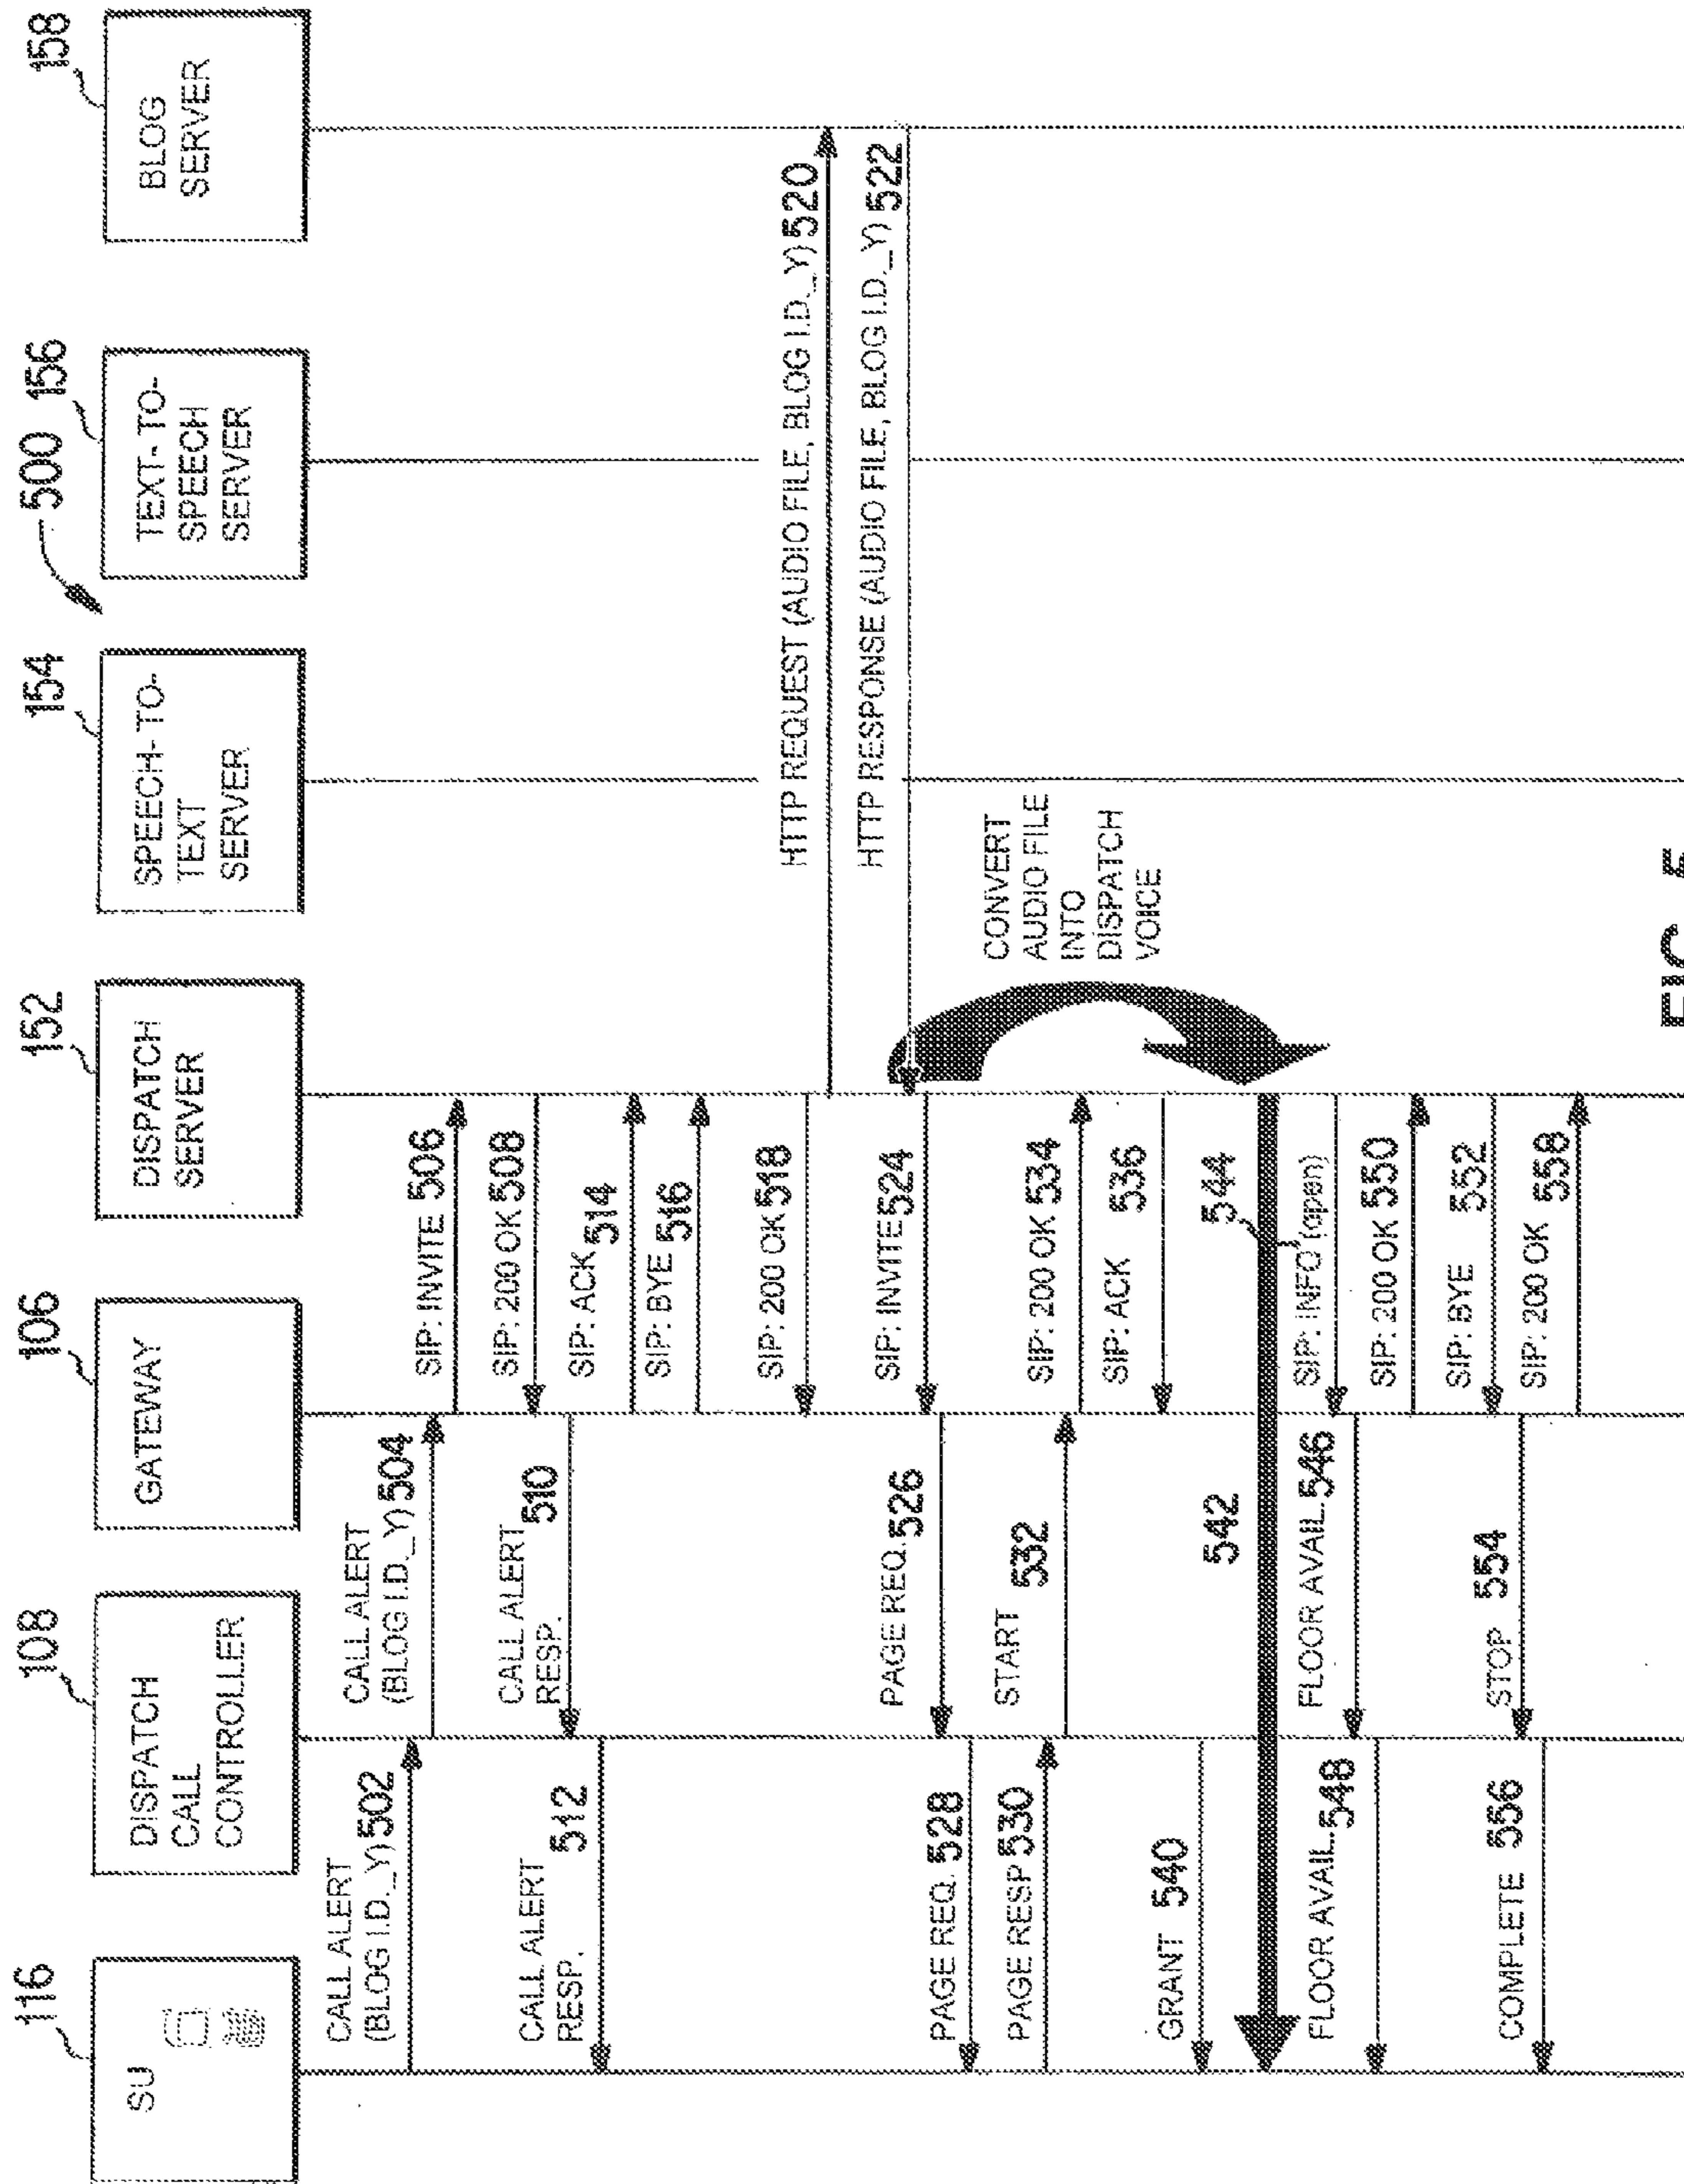 500
116
108
106
152
154
156
158
SU
DISPATCH
CALL
CONTROLLER
GATEWAY
DISPATCH
SERVER
SPEECH- TO-
TEXT
SERVER
TEXT- TO-
SPEECH
SERVER
BLOG
SERVER
CALL ALERT
(BLOG I.D._Y) 502
CALL ALERT
(BLOG I.D._Y) 504
SIP: INVITE 506
SIP: 200 OK 508
CALL ALERT
RESP. 510
CALL ALERT
RESP. 512
SIP: ACK 514
SIP: BYE 516
SIP: 200 OK 518
HTTP REQUEST (AUDIO FILE, BLOG I.D._Y) 520
HTTP RESPONSE (AUDIO FILE, BLOG I.D._Y) 522
SIP: INVITE 524
CONVERT
AUDIO FILE
INTO
DISPATCH
VOICE
PAGE REQ. 526
PAGE REQ. 528
PAGE RESP 530
START 532
SIP: 200 OK 534
SIP: ACK 536
GRANT 540
542
544
SIP: INFO (open)
FLOOR AVAIL. 546
FLOOR AVAIL. 548
SIP: 200 OK 550
SIP: BYE 552
STOP 554
COMPLETE 556
SIP: 200 OK 558
FIG. 5